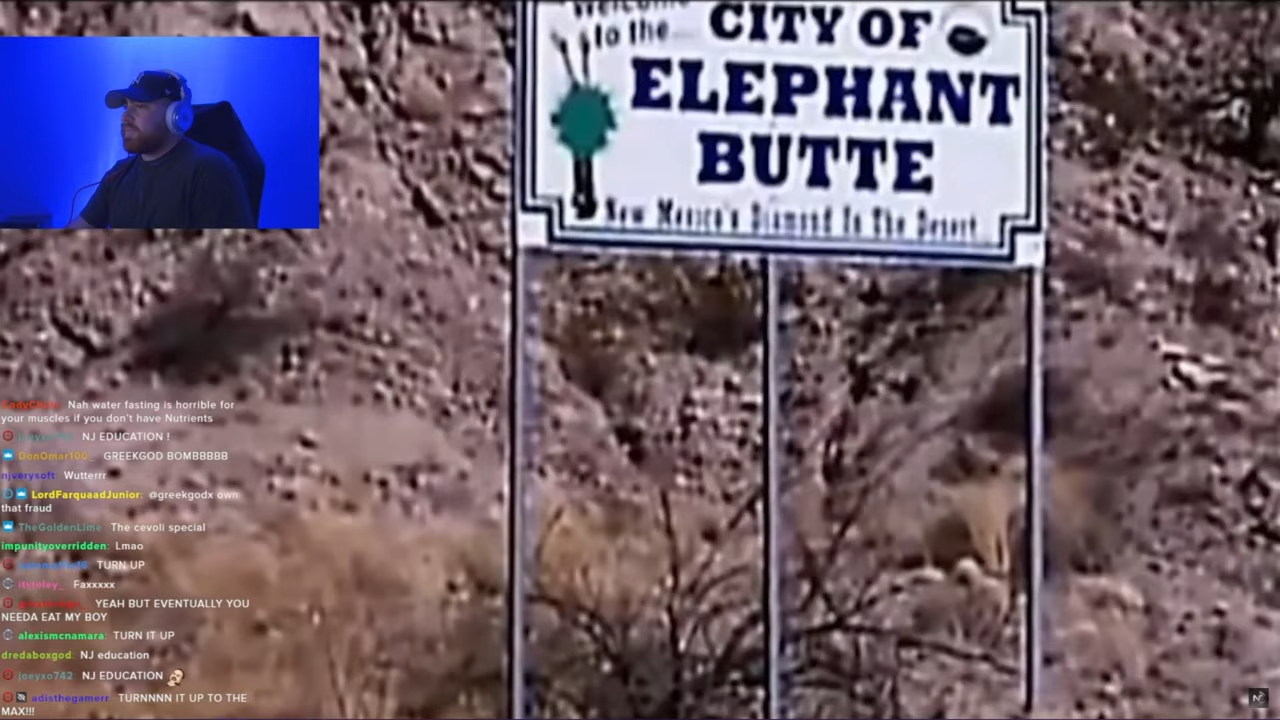 Welcome
to the
CITY OF
ELEPHANT
BUTTE
New Mexico's Diamond In The Desert
Nah water fasting is horrible for
your muscles if you don't have Nutrients
NJ EDUCATION !
DonOmar100: GREEKGOD BOMBBBBB
njverysoft: Wutterrr
LordFarquaadJunior: @greekgodx own
that fraud
TheGoldenLime: The cevoli special
impunityoverridden: Lmao
TURN UP
Faxxxxx
YEAH BUT EVENTUALLY YOU
NEEDA EAT MY BOY
alexismcnamara: TURN IT UP
dredaboxgod: NJ education
joeyxo742: NJ EDUCATION
adisthegamerr: TURNNNN IT UP TO THE
MAX!!!